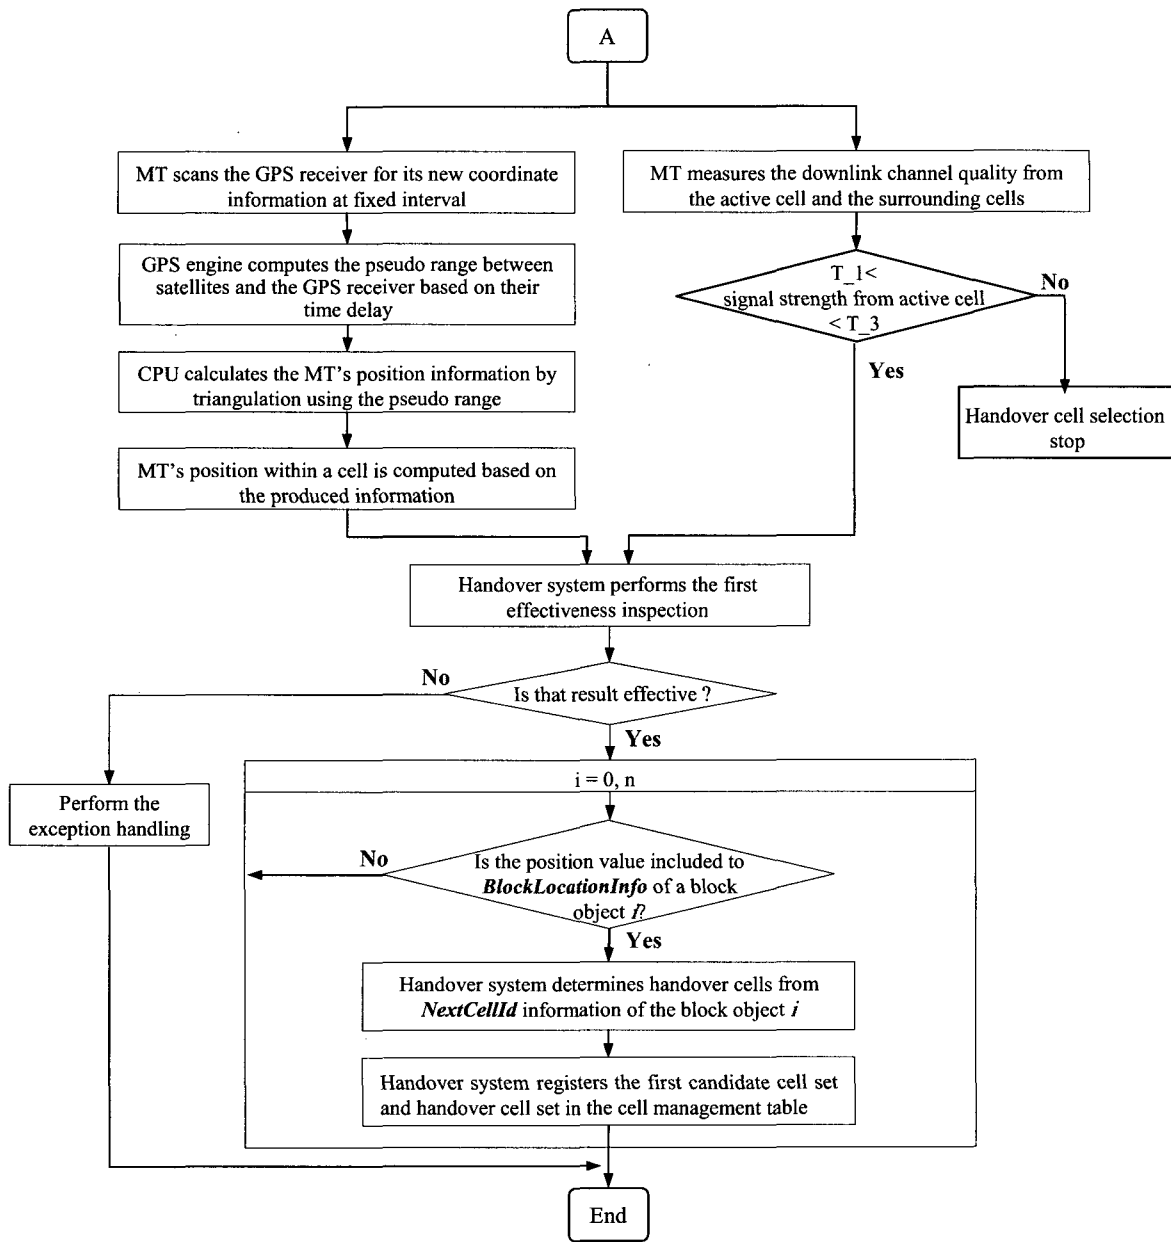 A
MT scans the GPS receiver for its new coordinate
information at fixed interval
MT measures the downlink channel quality from
the active cell and the surrounding cells
GPS engine computes the pseudo range between
satellites and the GPS receiver based on their
time delay
T_1<
signal strength from active cell
< T_3
No
Yes
CPU calculates the MT's position information by
triangulation using the pseudo range
Handover cell selection
stop
MT's position within a cell is computed based on
the produced information
Handover system performs the first
effectiveness inspection
No
Is that result effective ?
Yes
i = 0, n
Perform the
exception handling
No
Is the position value included to
BlockLocationInfo of a block
object i?
Yes
Handover system determines handover cells from
NextCellId information of the block object i
Handover system registers the first candidate cell set
and handover cell set in the cell management table
End